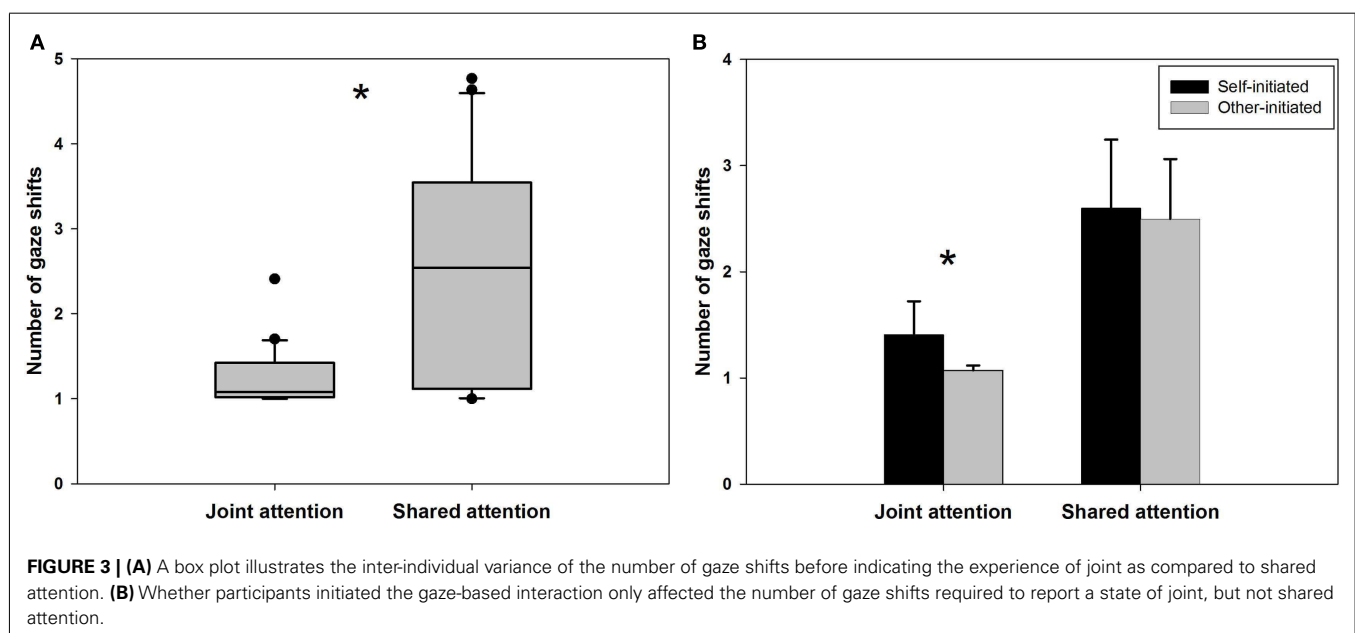 A
5
4
3
2
1
0
Number of gaze shifts
*
Joint attention
Shared attention
B
4
3
2
1
0
Number of gaze shifts
Self-initiated
Other-initiated
*
Joint attention
Shared attention
FIGURE 3 | (A) A box plot illustrates the inter-individual variance of the number of gaze shifts before indicating the experience of joint as compared to shared
attention. (B) Whether participants initiated the gaze-based interaction only affected the number of gaze shifts required to report a state of joint, but not shared
attention.